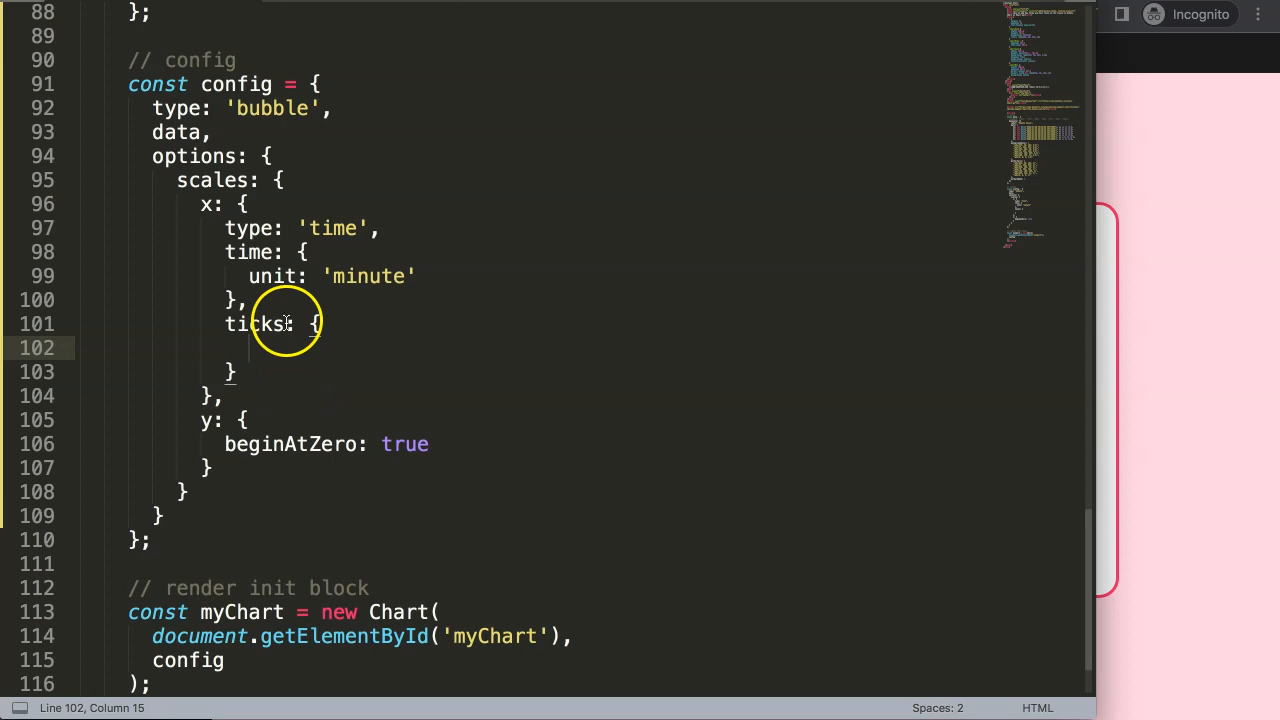 Incognito
88 };
89
90 // config
91 const config = {
92 type: 'bubble',
93 data,
94 options: {
95 scales: {
96 x: {
97 type: 'time',
98 time: {
99 unit: 'minute'
100 },
101 ticks: {
102
103 }
104 },
105 y: {
106 beginAtZero: true
107 }
108 }
109 }
110 };
111
112 // render init block
113 const myChart = new Chart(
114 document.getElementById('myChart'),
115 config
116 );
Line 102, Column 15
Spaces: 2
HTML